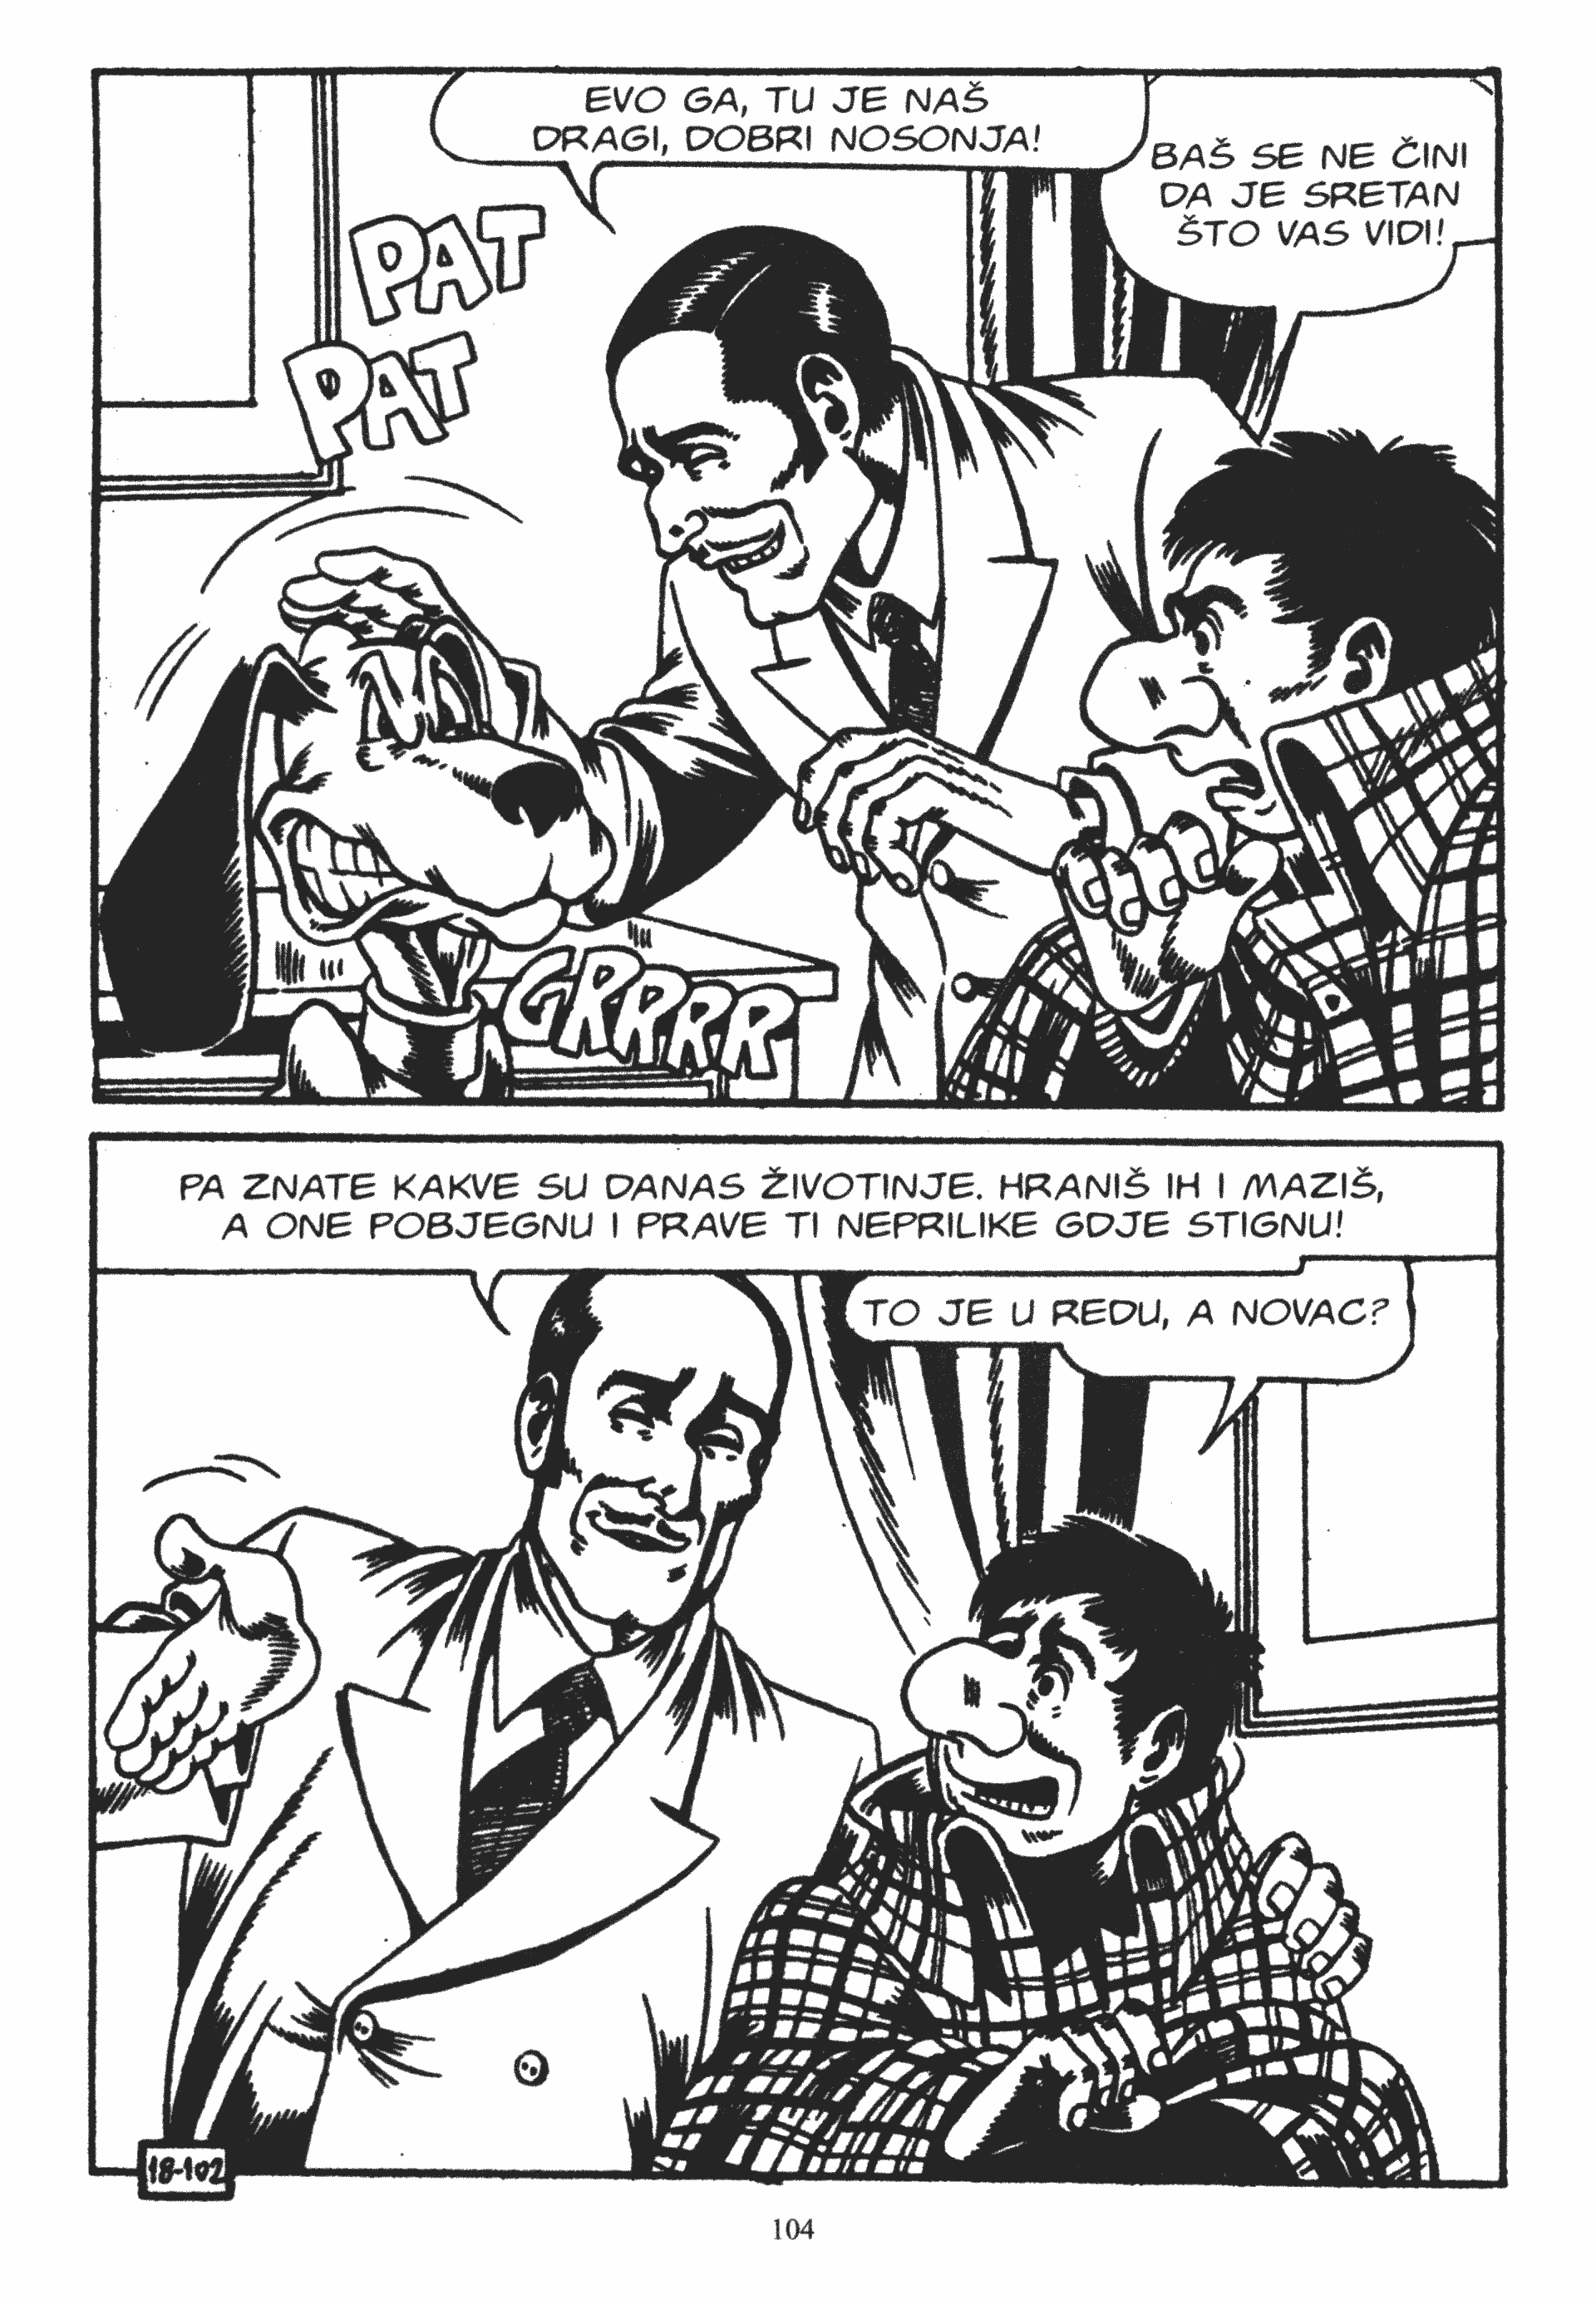 EVO GA, TU JE NAŠ
DRAGI, DOBRI NOSONJA!
BAŠ SE NE ČINI
DA JE SRETAN
ŠTO VAS VIDI!
PAT
PAT
GRRRR
PA ZNATE KAKVE SU DANAS ŽIVOTINJE. HRANIŠ IH I MAZIŠ,
A ONE POBJEGNU I PRAVE TI NEPRILIKE GDJE STIGNU!
TO JE U REDU, A NOVAC?
18-102
104